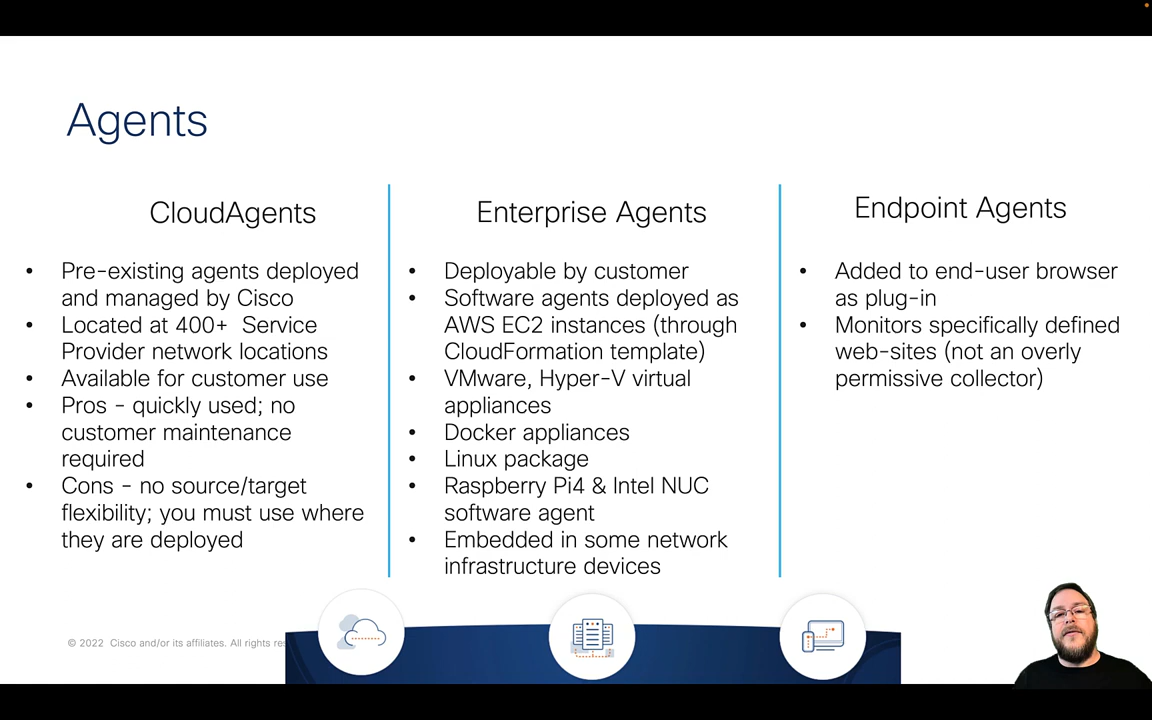 Agents
CloudAgents
• Pre-existing agents deployed
and managed by Cisco
• Located at 400+  Service
Provider network locations
• Available for customer use
• Pros - quickly used; no
customer maintenance
required
• Cons - no source/target
flexibility; you must use where
they are deployed
Enterprise Agents
• Deployable by customer
• Software agents deployed as
AWS EC2 instances (through
CloudFormation template)
• VMware, Hyper-V virtual
appliances
• Docker appliances
• Linux package
• Raspberry Pi4 & Intel NUC
software agent
• Embedded in some network
infrastructure devices
Endpoint Agents
• Added to end-user browser
as plug-in
• Monitors specifically defined
web-sites (not an overly
permissive collector)
© 2022  Cisco and/or its affiliates. All rights